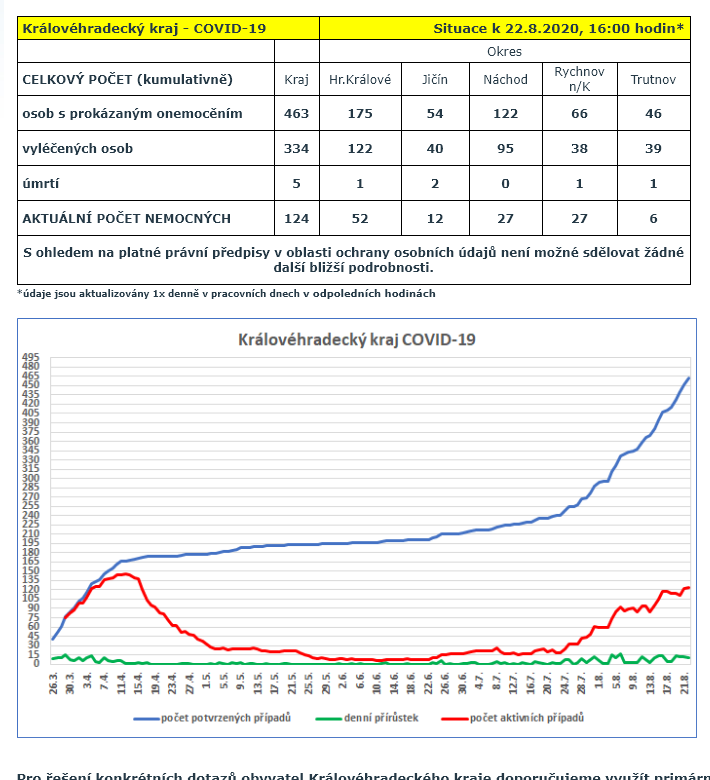 Královéhradecký kraj - COVID-19 Situace k 22.8.2020, 16:00 hodin*
Okres
CELKOVÝ POČET (kumulativně) Kraj Hr.Králové Jičín Náchod Rychnov n/K Trutnov
osob s prokázaným onemocěním 463 175 54 122 66 46
vyléčených osob 334 122 40 95 38 39
úmrtí 5 1 2 0 1 1
AKTUÁLNÍ POČET NEMOCNÝCH 124 52 12 27 27 6
S ohledem na platné právní předpisy v oblasti ochrany osobních údajů není možné sdělovat žádné
další bližší podrobnosti.
*údaje jsou aktualizovány 1x denně v pracovních dnech v odpoledních hodinách
Královéhradecký kraj COVID-19
495
480
465
450
435
420
405
390
375
360
345
330
315
300
285
270
255
240
225
210
195
180
165
150
135
120
105
90
75
60
45
30
15
0
26.3. 30.3. 3.4. 7.4. 11.4. 15.4. 19.4. 23.4. 27.4. 1.5. 5.5. 9.5. 13.5. 17.5. 21.5. 25.5. 29.5. 2.6. 6.6. 10.6. 14.6. 18.6. 22.6. 26.6. 30.6. 4.7. 8.7. 12.7. 16.7. 20.7. 24.7. 28.7. 1.8. 5.8. 9.8. 13.8. 17.8. 21.8.
počet potvrzených případů denní přírůstek počet aktivních případů
Pro řešení konkrétních dotazů obyvatel Královéhradeckého kraje doporučujeme využít